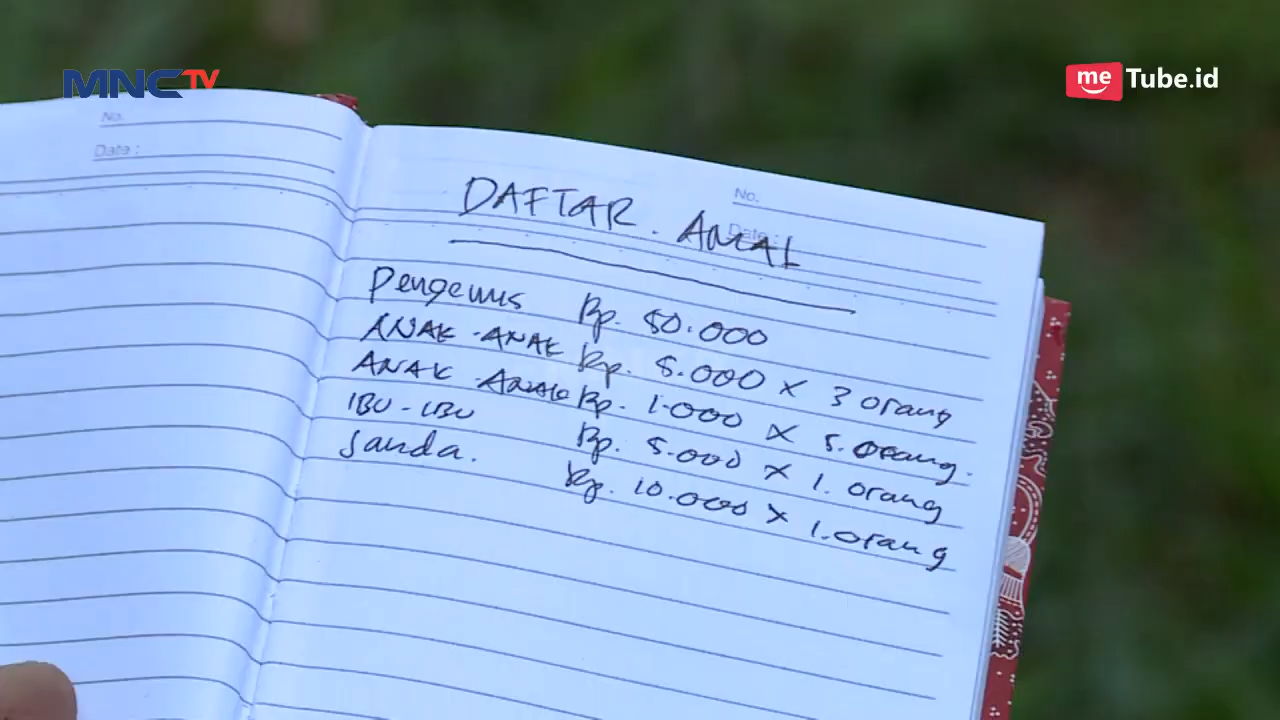 MNCTV
me Tube.id
No.
Date :
No.
Date :
DAFTAR. AMAL
Pengemis Rp. 50.000
ANAK-ANAK Rp. 5.000 X 3 orang
ANAK-ANAK Rp. 1.000 X 5.orang.
IBU-IBU Rp. 5.000 X 1. orang
Janda. Rp. 10.000 X 1.orang